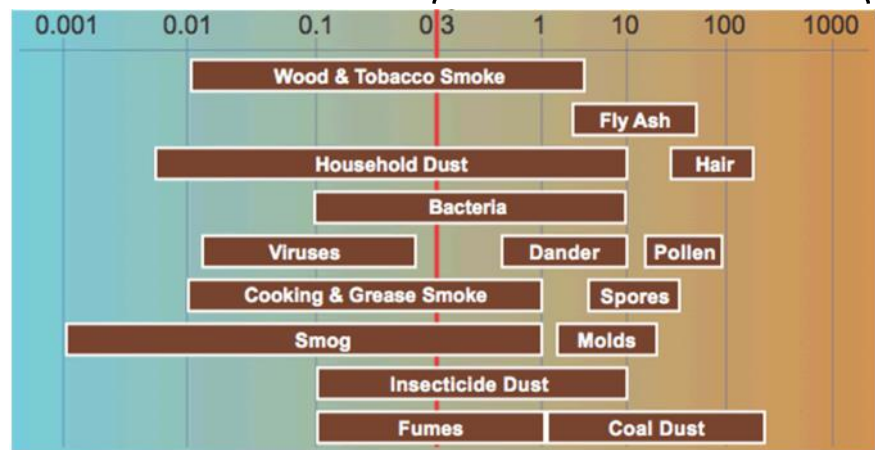 0.001 0.01 0.1 0.3 1 10 100 1000
Wood & Tobacco Smoke
Fly Ash
Household Dust Hair
Bacteria
Viruses Dander Pollen
Cooking & Grease Smoke Spores
Smog Molds
Insecticide Dust
Fumes Coal Dust